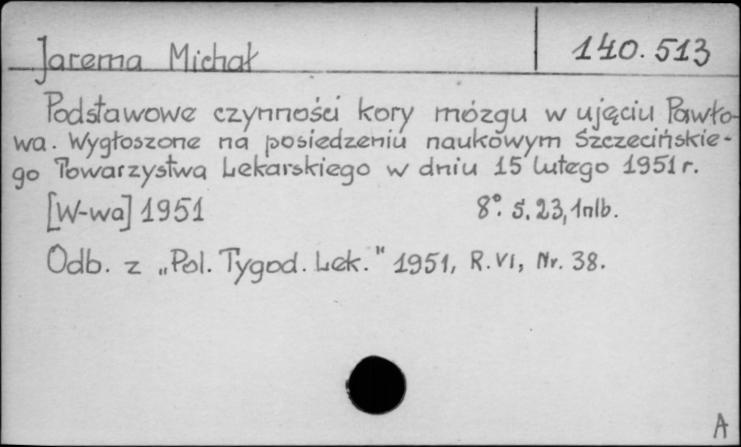 Jarema Michał 140.513
Podstawowe czynności kory mózgu w ujęciu Pawło-
wa. Wygłoszone na posiedzeniu naukowym Szczecińskie-
go Towarzystwa Lekarskiego w dniu 15 lutego 1951 r.
[W-wa] 1951 8°. s. 23, 1 nlb.
Odb. z „Pol. Tygod. Lek." 1951, R. VI, Nr. 38.
A